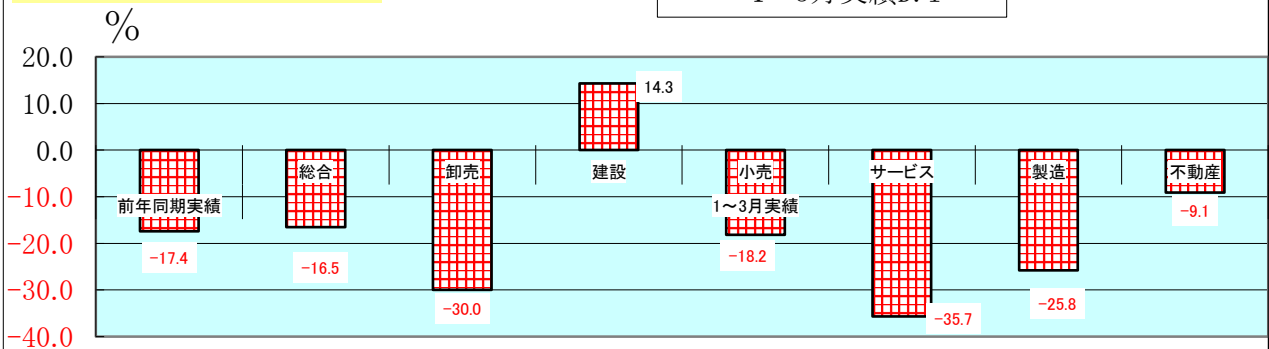 %
20.0
14.3
10.0
0.0
総合
卸売
建設
小売
サービス
製造
不動産
-10.0
前年同期実績
1～3月実績
-9.1
-20.0
-17.4
-16.5
-18.2
-30.0
-30.0
-35.7
-25.8
-40.0